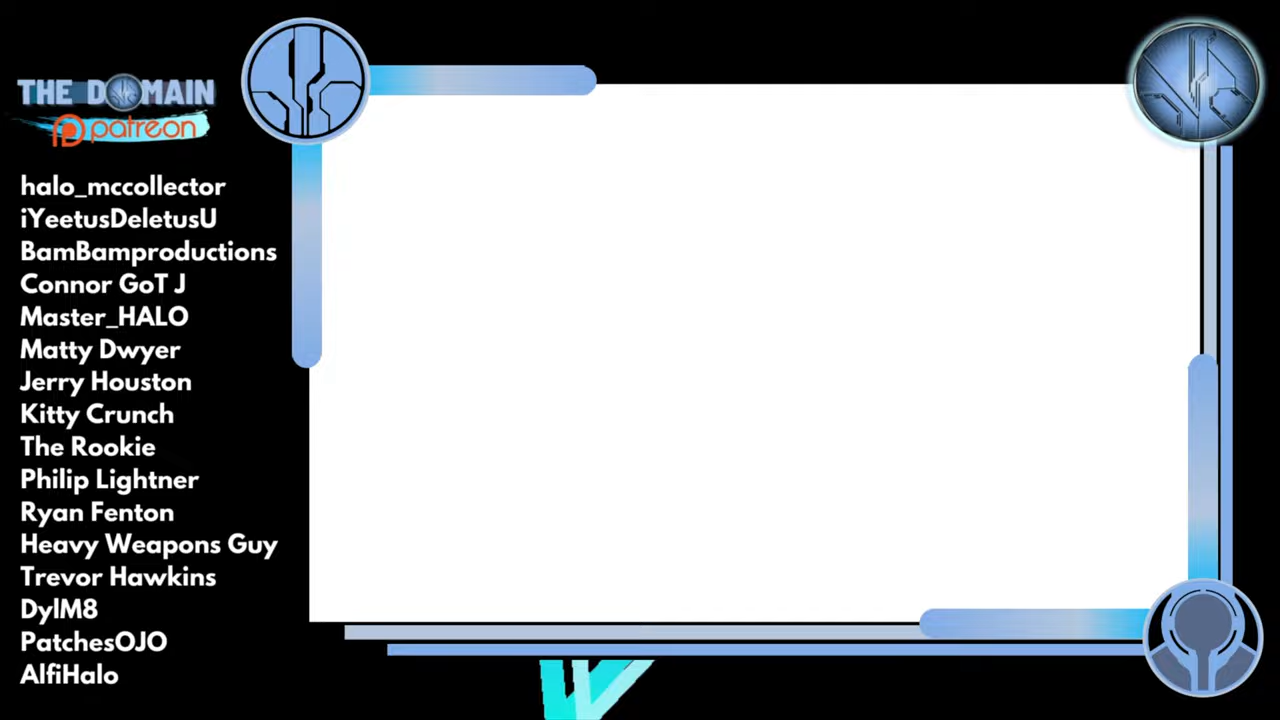 THE DOMAIN
patreon
halo_mccollector
iYeetusDeletusU
BamBamproductions
Connor GoT J
Master_HALO
Matty Dwyer
Jerry Houston
Kitty Crunch
The Rookie
Philip Lightner
Ryan Fenton
Heavy Weapons Guy
Trevor Hawkins
DylM8
PatchesOJO
AlfiHalo